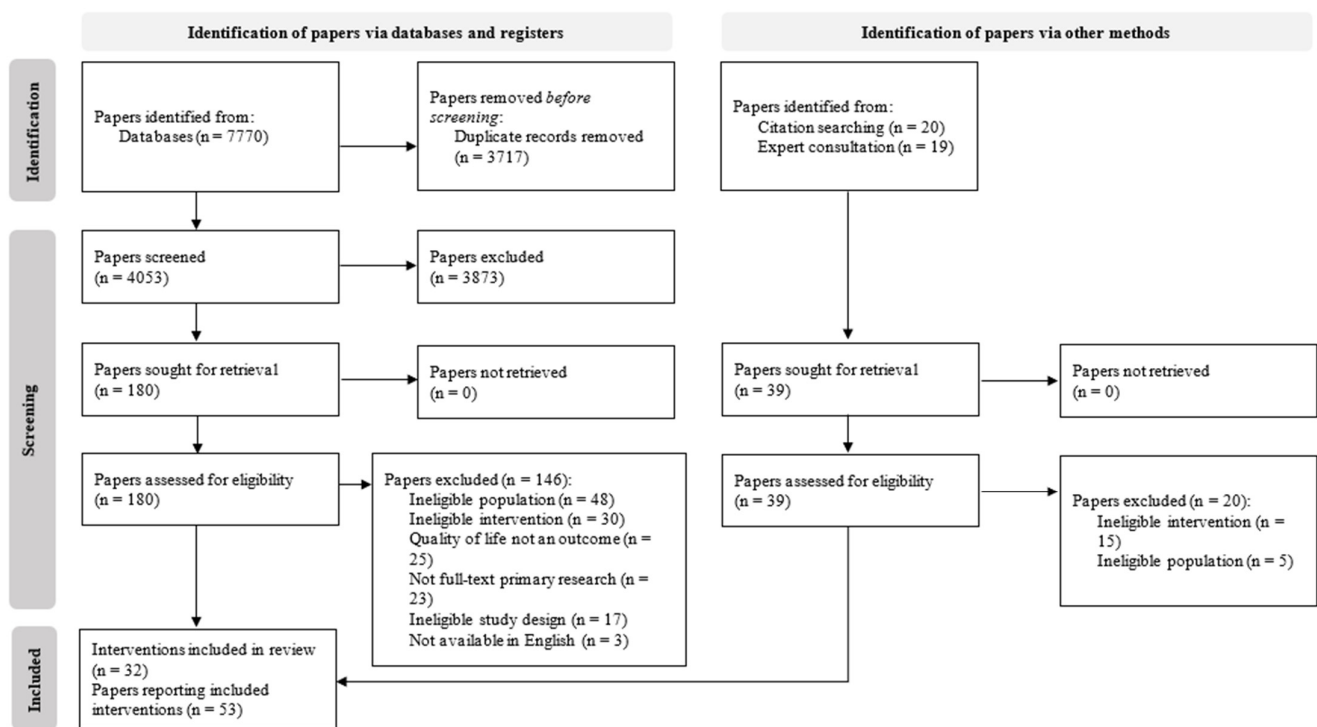 Identification of papers via databases and registers
Identification of papers via other methods
Identification
Papers identified from:
Databases (n = 7770)
Papers removed before
screening:
Duplicate records removed
(n = 3717)
Papers identified from:
Citation searching (n = 20)
Expert consultation (n = 19)
Screening
Papers screened
(n = 4053)
Papers excluded
(n = 3873)
Papers sought for retrieval
(n = 180)
Papers not retrieved
(n = 0)
Papers sought for retrieval
(n = 39)
Papers not retrieved
(n = 0)
Papers assessed for eligibility
(n = 180)
Papers excluded (n = 146):
Ineligible population (n = 48)
Ineligible intervention (n = 30)
Quality of life not an outcome (n =
25)
Not full-text primary research (n =
23)
Ineligible study design (n = 17)
Not available in English (n = 3)
Papers assessed for eligibility
(n = 39)
Papers excluded (n = 20):
Ineligible intervention (n =
15)
Ineligible population (n = 5)
Included
Interventions included in review
(n = 32)
Papers reporting included
interventions (n = 53)